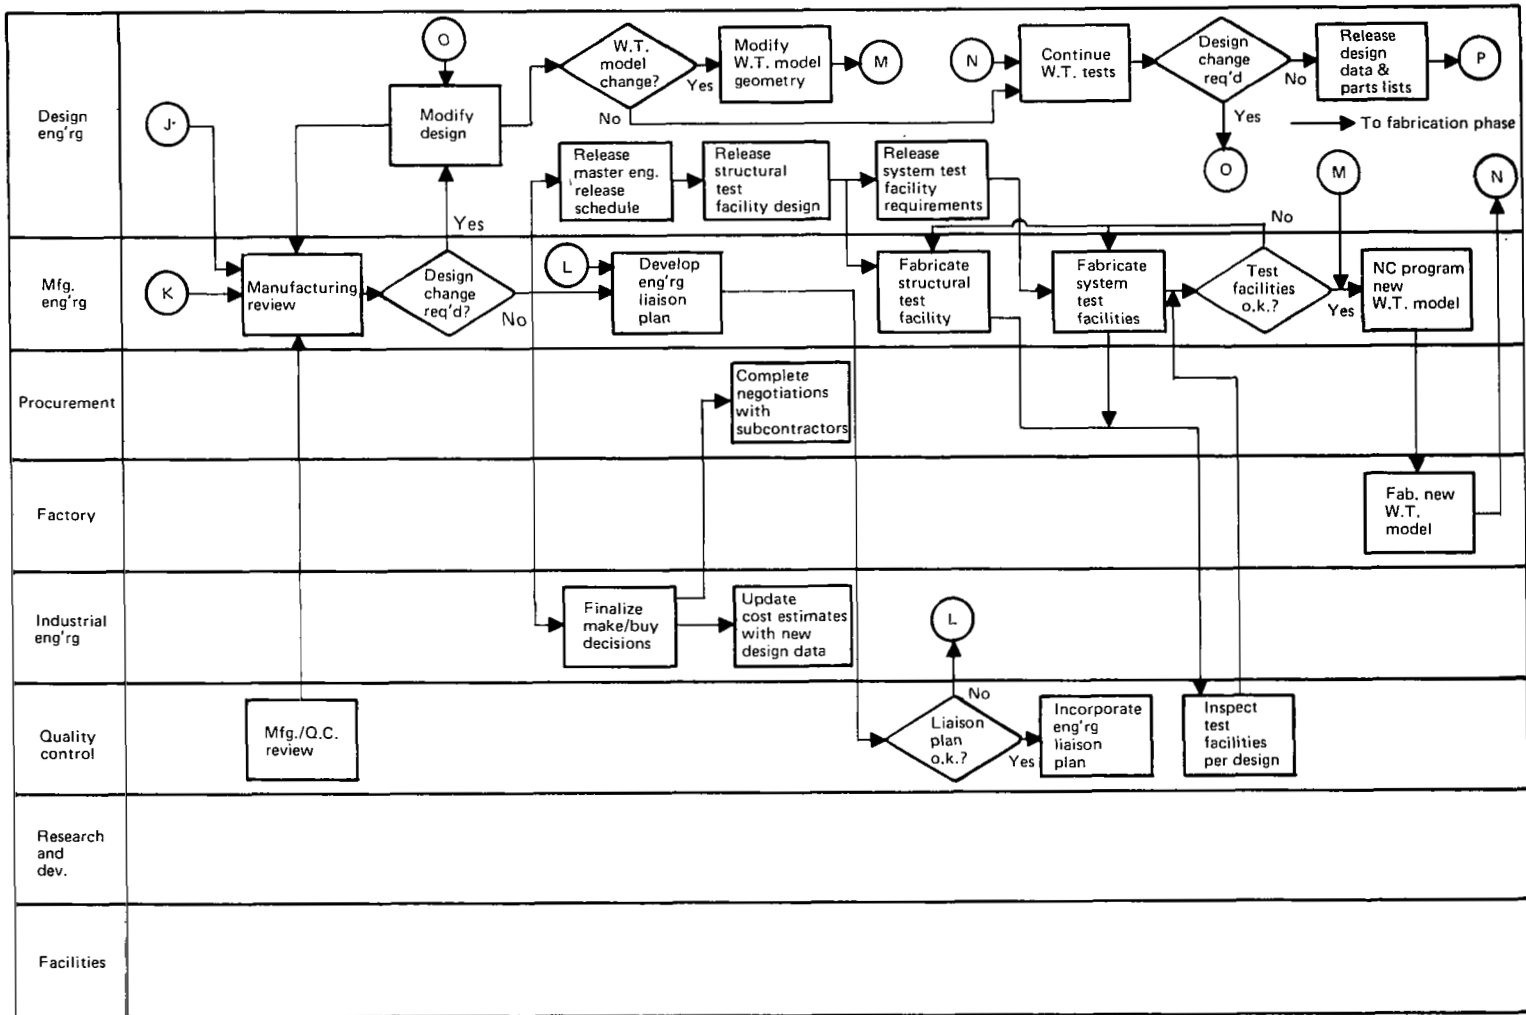 Design
eng'rg
O
Modify
design
J
W.T.
model
change?
Yes
No
Modify
W.T. model
geometry
M
N
Continue
W.T. tests
Design
change
req'd
No
Yes
Release
design
data &
parts lists
P
To fabrication phase
O
M
N
Release
master eng.
release
schedule
Release
structural
test
facility design
Release
system test
facility
requirements
Yes
No
Mfg.
eng'rg
K
Manufacturing
review
Design
change
req'd?
No
L
Develop
eng'rg
liaison
plan
Fabricate
structural
test
facility
Fabricate
system
test
facilities
Test
facilities
o.k.?
Yes
NC program
new
W.T. model
Procurement
Complete
negotiations
with
subcontractors
Factory
Fab. new
W.T.
model
Industrial
eng'rg
Finalize
make/buy
decisions
Update
cost estimates
with new
design data
L
Quality
control
Mfg./Q.C.
review
No
Liaison
plan
o.k.?
Yes
Incorporate
eng'rg
liaison
plan
Inspect
test
facilities
per design
Research
and
dev.
Facilities